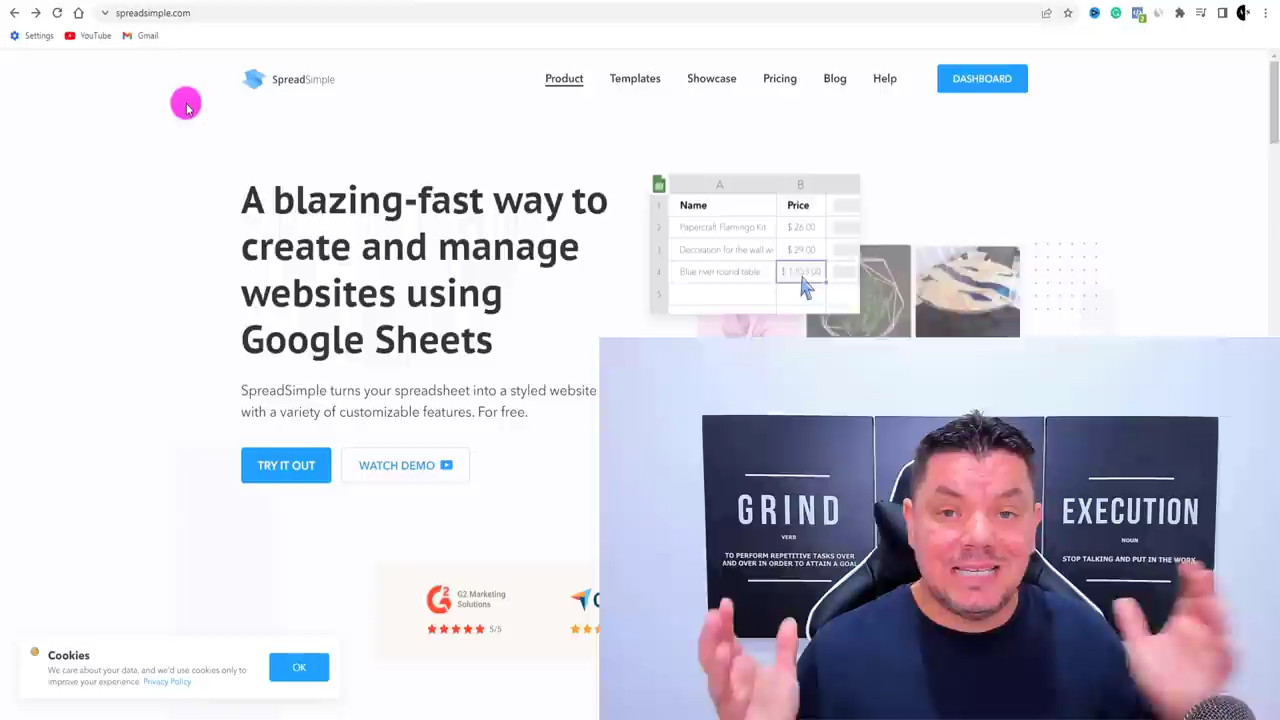 spreadsimple.com
Settings YouTube Gmail
SpreadSimple
Product Templates Showcase Pricing Blog Help DASHBOARD
A blazing-fast way to
create and manage
websites using
Google Sheets
SpreadSimple turns your spreadsheet into a styled website
with a variety of customizable features. For free.
TRY IT OUT WATCH DEMO
A B
1 Name Price
2 Papercraft Flamingo Kit $ 26.00
3 Decoration for the wall $ 29.00
4 Blue river round table
5
GRIND
VERB
TO PERFORM REPETITIVE TASKS OVER
AND OVER IN ORDER TO ATTAIN A GOAL
EXECUTION
NOUN
STOP TALKING AND PUT IN THE WORK
G2 Marketing
Solutions
5/5
Cookies
We care about your data, and we'd use cookies only to
improve your experience. Privacy Policy
OK